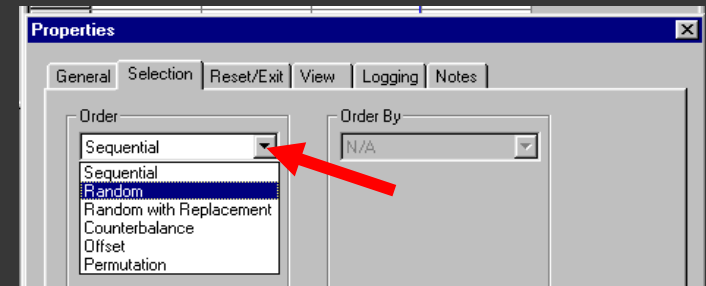 Properties
General Selection Reset/Exit View Logging Notes
Order Order By
Sequential N/A
Sequential
Random
Random with Replacement
Counterbalance
Offset
Permutation